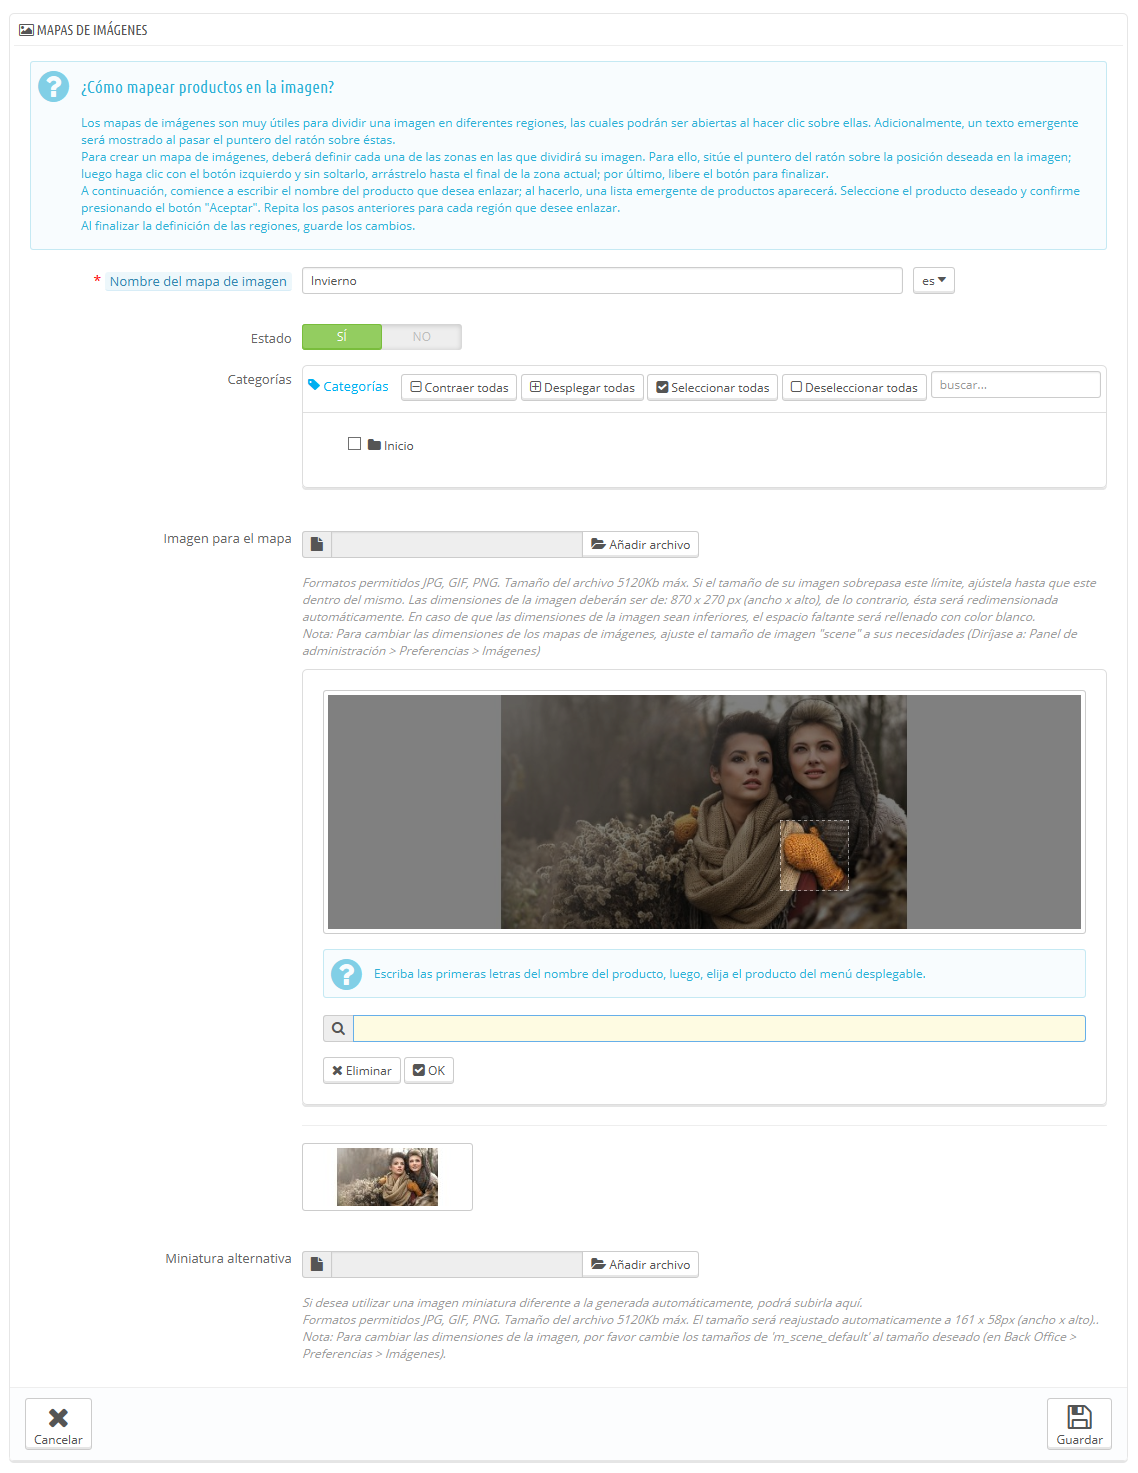 MAPAS DE IMÁGENES
¿Cómo mapear productos en la imagen?
Los mapas de imágenes son muy útiles para dividir una imagen en diferentes regiones, las cuales podrán ser abiertas al hacer clic sobre ellas. Adicionalmente, un texto emergente
será mostrado al pasar el puntero del ratón sobre éstas.
Para crear un mapa de imágenes, deberá definir cada una de las zonas en las que dividirá su imagen. Para ello, sitúe el puntero del ratón sobre la posición deseada en la imagen;
luego haga clic con el botón izquierdo y sin soltarlo, arrástrelo hasta el final de la zona actual; por último, libere el botón para finalizar.
A continuación, comience a escribir el nombre del producto que desea enlazar; al hacerlo, una lista emergente de productos aparecerá. Seleccione el producto deseado y confirme
presionando el botón "Aceptar". Repita los pasos anteriores para cada región que desee enlazar.
Al finalizar la definición de las regiones, guarde los cambios.
* Nombre del mapa de imagen Invierno es
Estado SÍ NO
Categorías Categorías Contraer todas Desplegar todas Seleccionar todas Deseleccionar todas buscar...
Inicio
Imagen para el mapa Añadir archivo
Formatos permitidos JPG, GIF, PNG. Tamaño del archivo 5120Kb máx. Si el tamaño de su imagen sobrepasa este límite, ajústela hasta que este
dentro del mismo. Las dimensiones de la imagen deberán ser de: 870 x 270 px (ancho x alto), de lo contrario, ésta será redimensionada
automáticamente. En caso de que las dimensiones de la imagen sean inferiores, el espacio faltante será rellenado con color blanco.
Nota: Para cambiar las dimensiones de los mapas de imágenes, ajuste el tamaño de imagen "scene" a sus necesidades (Diríjase a: Panel de
administración > Preferencias > Imágenes)
Escriba las primeras letras del nombre del producto, luego, elija el producto del menú desplegable.
Eliminar OK
Miniatura alternativa Añadir archivo
Si desea utilizar una imagen miniatura diferente a la generada automáticamente, podrá subirla aquí.
Formatos permitidos JPG, GIF, PNG. Tamaño del archivo 5120Kb máx. El tamaño será reajustado automaticamente a 161 x 58px (ancho x alto)..
Nota: Para cambiar las dimensiones de la imagen, por favor cambie los tamaños de 'm_scene_default' al tamaño deseado (en Back Office >
Preferencias > Imágenes).
Cancelar Guardar